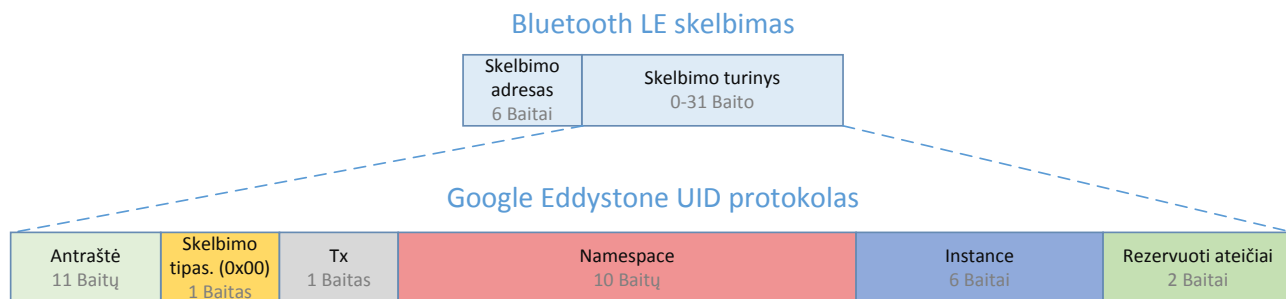 Bluetooth LE skelbimas
Skelbimo
adresas
6 Baitai
Skelbimo turinys
0-31 Baito
Google Eddystone UID protokolas
Antraštė
11 Baitų
Skelbimo
tipas. (0x00)
1 Baitas
Tx
1 Baitas
Namespace
10 Baitų
Instance
6 Baitai
Rezervuoti ateičiai
2 Baitai